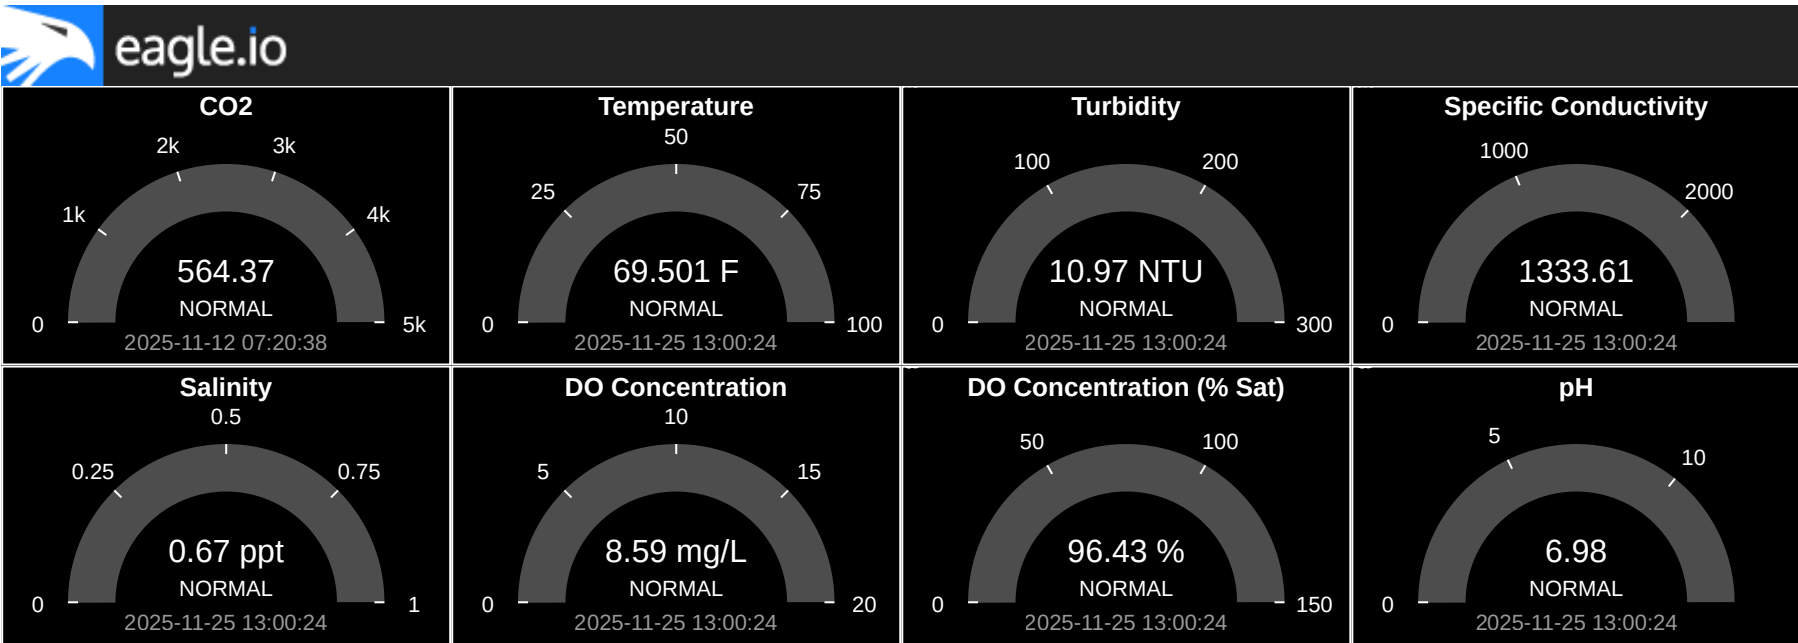 eagle.io
CO2
2k
3k
1k
4k
564.37
NORMAL
0
5k
2025-11-12 07:20:38
Temperature
50
25
75
69.501 F
NORMAL
0
100
2025-11-25 13:00:24
Turbidity
100
200
10.97 NTU
NORMAL
0
300
2025-11-25 13:00:24
Specific Conductivity
1000
2000
1333.61
NORMAL
0
2025-11-25 13:00:24
Salinity
0.5
0.25
0.75
0.67 ppt
NORMAL
0
1
2025-11-25 13:00:24
DO Concentration
10
5
15
8.59 mg/L
NORMAL
0
20
2025-11-25 13:00:24
DO Concentration (% Sat)
50
100
96.43 %
NORMAL
0
150
2025-11-25 13:00:24
pH
5
10
6.98
NORMAL
0
2025-11-25 13:00:24